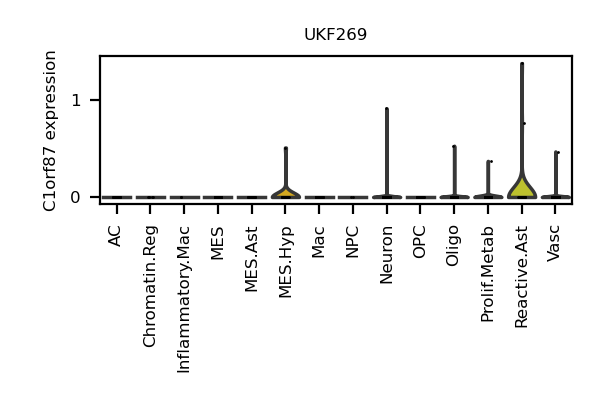 UKF269
C1orf87 expression
1
0
AC
Chromatin.Reg
Inflammatory.Mac
MES
MES.Ast
MES.Hyp
Mac
NPC
Neuron
OPC
Oligo
Prolif.Metab
Reactive.Ast
Vasc